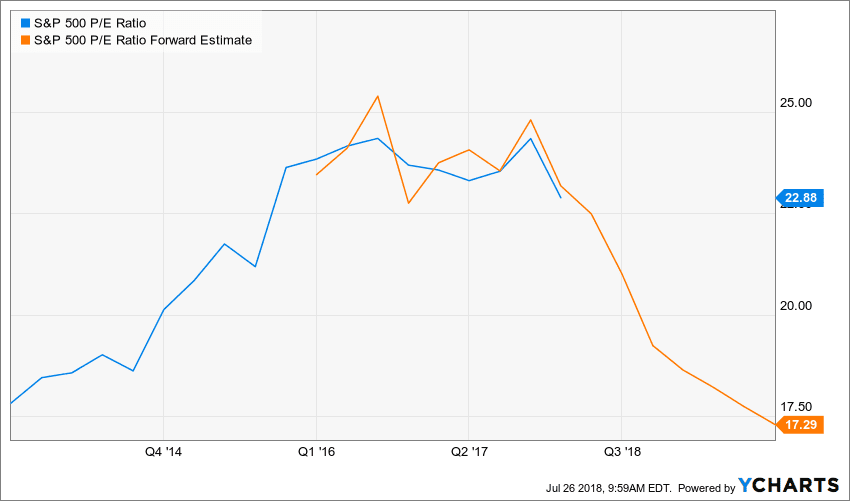 S&P 500 P/E Ratio
S&P 500 P/E Ratio Forward Estimate
25.00
22.88
20.00
17.50
17.29
Q4 '14
Q1 '16
Q2 '17
Q3 '18
Jul 26 2018, 9:59AM EDT. Powered by YCHARTS